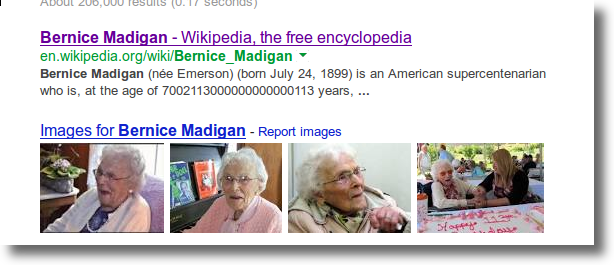 About 206,000 results (0.17 seconds)
Bernice Madigan - Wikipedia, the free encyclopedia
en.wikipedia.org/wiki/Bernice_Madigan
Bernice Madigan (née Emerson) (born July 24, 1899) is an American supercentenarian
who is, at the age of 7002113000000000000113 years, ...
Images for Bernice Madigan - Report images
Happy